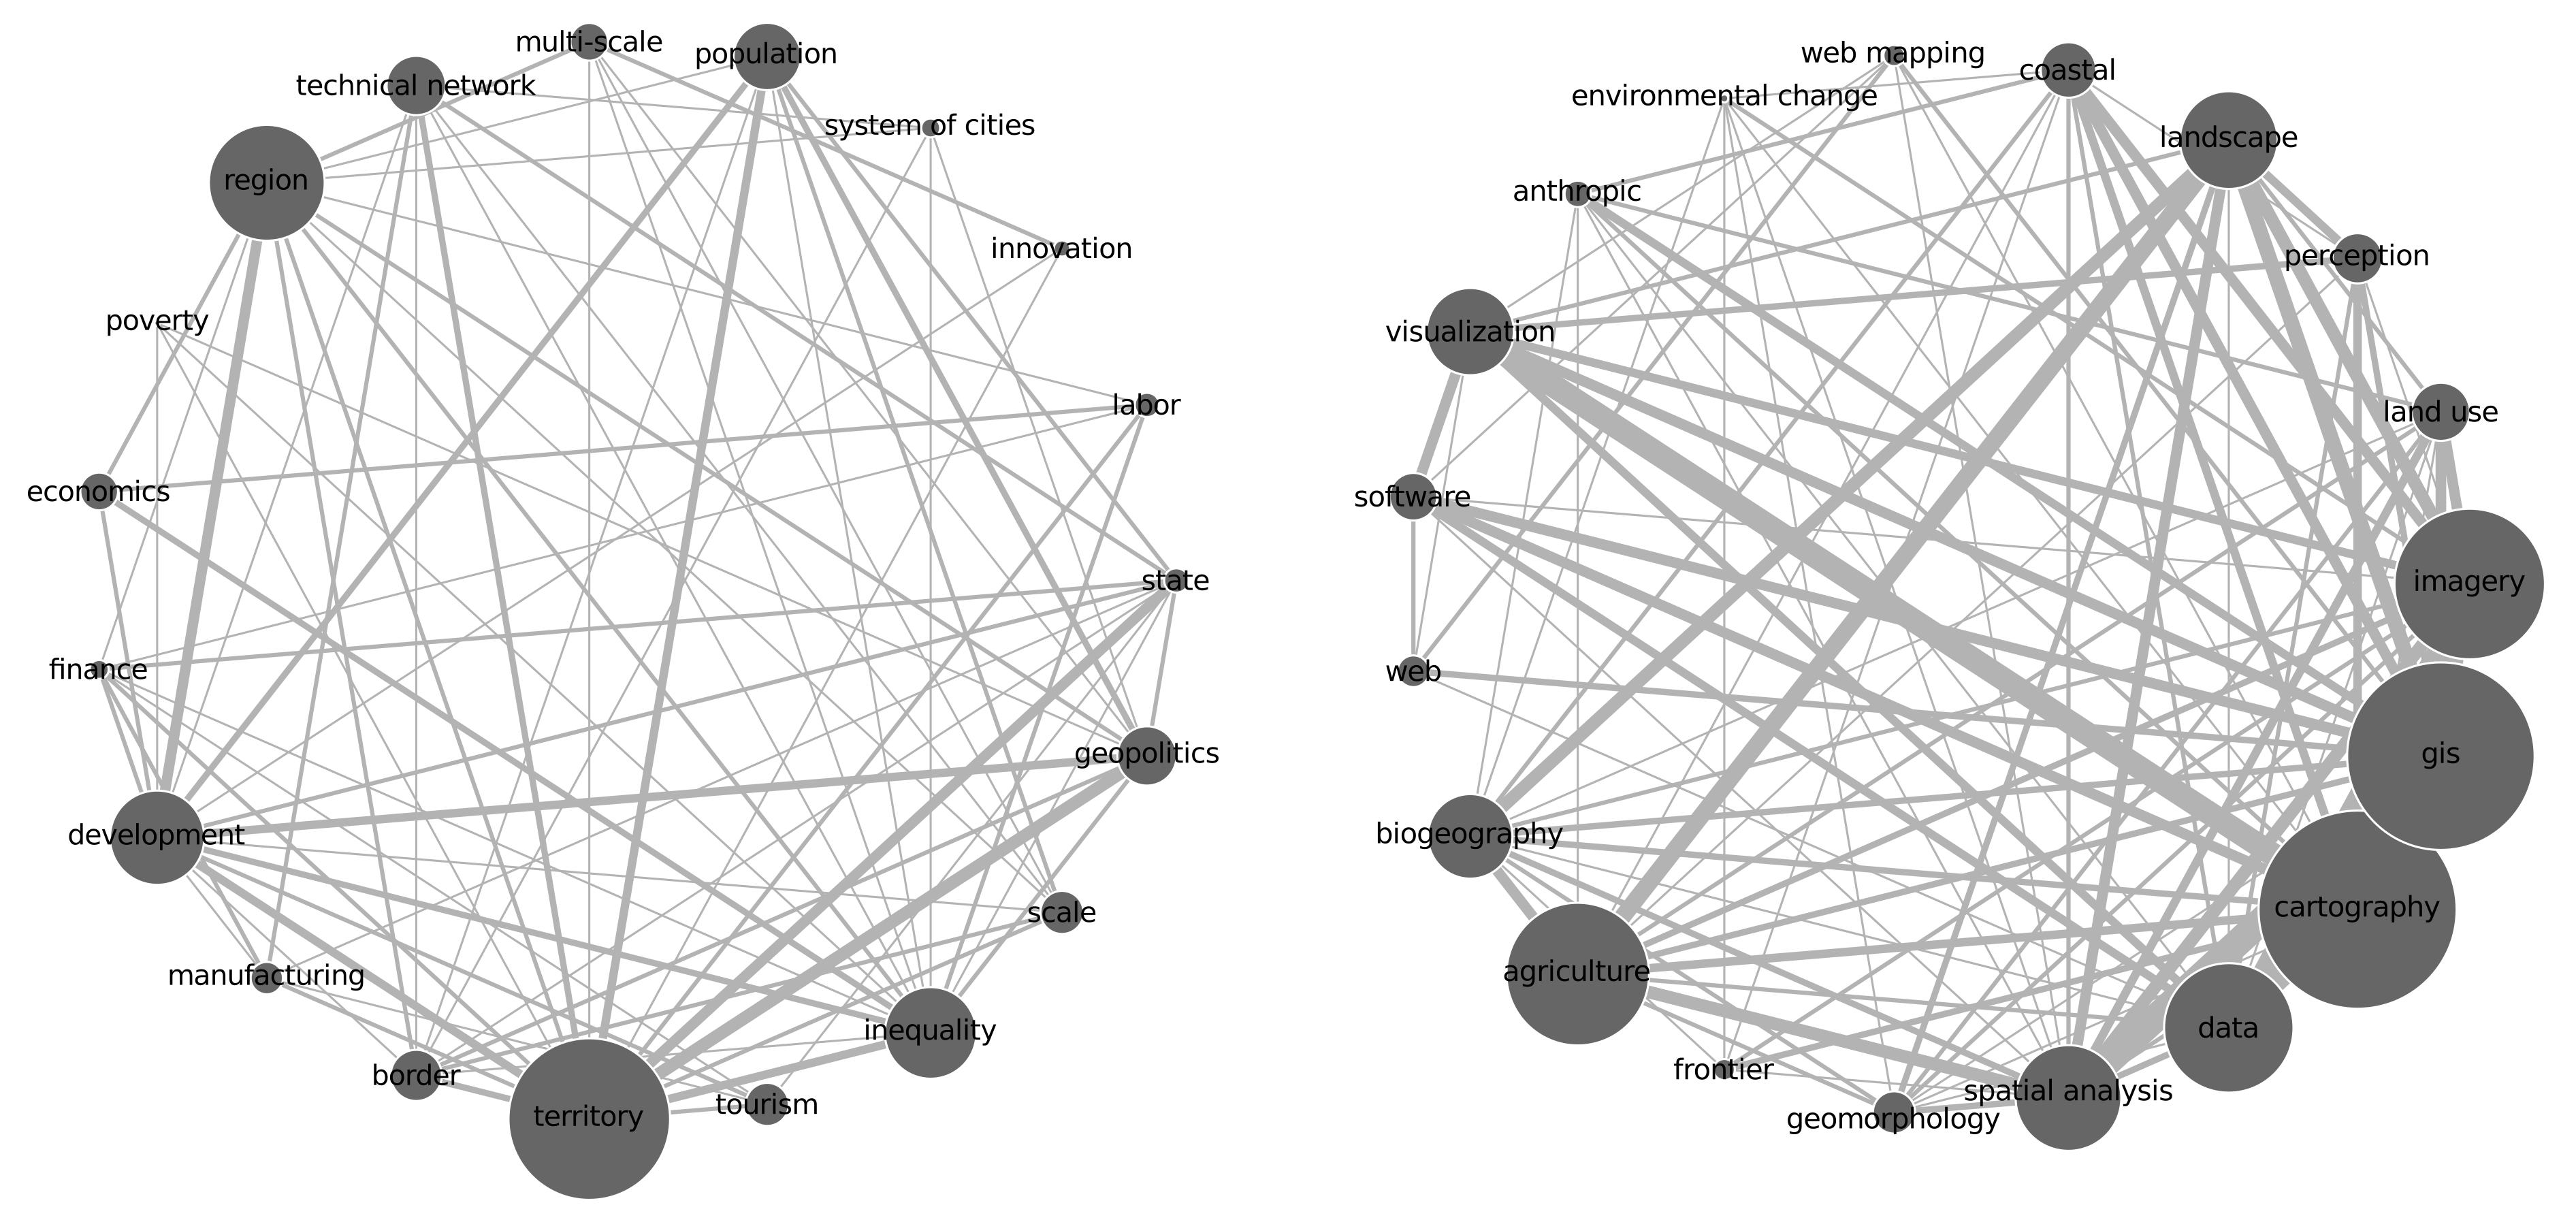 multi-scale
population
technical network
system of cities
region
innovation
poverty
labor
economics
state
finance
geopolitics
development
scale
manufacturing
inequality
border
tourism
territory
web mapping
coastal
environmental change
landscape
anthropic
perception
visualization
land use
software
imagery
web
gis
biogeography
cartography
agriculture
data
frontier
spatial analysis
geomorphology